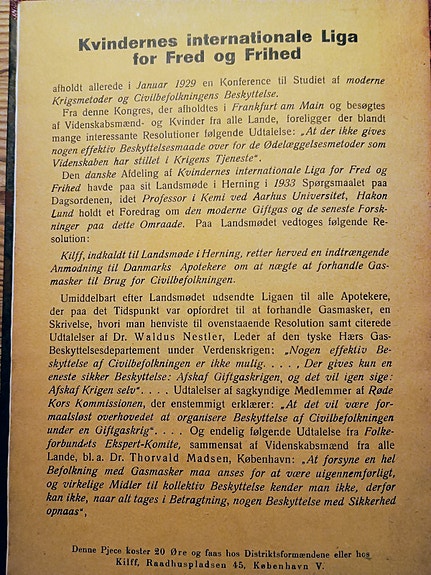 Kvindernes internationale Liga
for Fred og Frihed
afholdt allerede i Januar 1929 en Konference til Studiet af moderne
Krigsmetoder og Civilbefolkningens Beskyttelse.
Fra denne Kongres, der afholdtes i Frankfurt am Main og besøgtes
af Videnskabsmænd- og Kvinder fra alle Lande, foreligger der blandt
mange interessante Resolutioner følgende Udtalelse: „At der ikke gives
nogen effektiv Beskyttelsesmaade over for de Ødelæggelsesmetoder som
Videnskaben har stillet i Krigens Tjeneste“.
Den danske Afdeling af Kvindernes internationale Liga for Fred og
Frihed havde paa sit Landsmøde i Herning i 1933 Spørgsmaalet paa
Dagsordenen, idet Professor i Kemi ved Aarhus Universitet, Hakon
Lund holdt et Foredrag om den moderne Giftgas og de seneste Forsk-
ninger paa dette Omraade. Paa Landsmødet vedtoges følgende Re-
solution:
Kilff, indkaldt til Landsmøde i Herning, retter herved en indtrængende
Anmodning til Danmarks Apotekere om at nægte at forhandle Gas-
masker til Brug for Civilbefolkningen.
Umiddelbart efter Landsmødet udsendte Ligaen til alle Apotekere,
der paa det Tidspunkt var opfordret til at forhandle Gasmasker, en
Skrivelse, hvori man henviste til ovenstaaende Resolution samt citerede
Udtalelser af Dr. Waldus Nestler, Leder af den tyske Hærs Gas-
Beskyttelsesdepartement under Verdenskrigen: „Nogen effektiv Be-
skyttelse af Civilbefolkningen er ikke mulig. . . . . Der gives kun en
eneste sikker Beskyttelse: Afskaf Giftgaskrigen, og det vil igen sige:
Afskaf Krigen selv“. . . . Udtalelser af sagkyndige Medlemmer af Røde
Kors Kommissionen, der enstemmigt erklærer: „At det vil være for-
maalsløst overhovedet at organisere Beskyttelse af Civilbefolkningen
under en Giftgaskrig“. . . . Og endelig følgende Udtalelse fra Folke-
forbundets Ekspert-Komite, sammensat af Videnskabsmænd fra alle
Lande, bl. a. Dr. Thorvald Madsen, København: „At forsyne en hel
Befolkning med Gasmasker maa anses for at være uigennemførligt,
og virkelige Midler til kollektiv Beskyttelse kender man ikke, derfor
kan ikke, naar alt tages i Betragtning, nogen Beskyttelse med Sikkerhed
opnaas“,
Denne Pjece koster 20 Øre og faas hos Distriktsformændene eller hos
Kilff, Raadhuspladsen 45, København V.